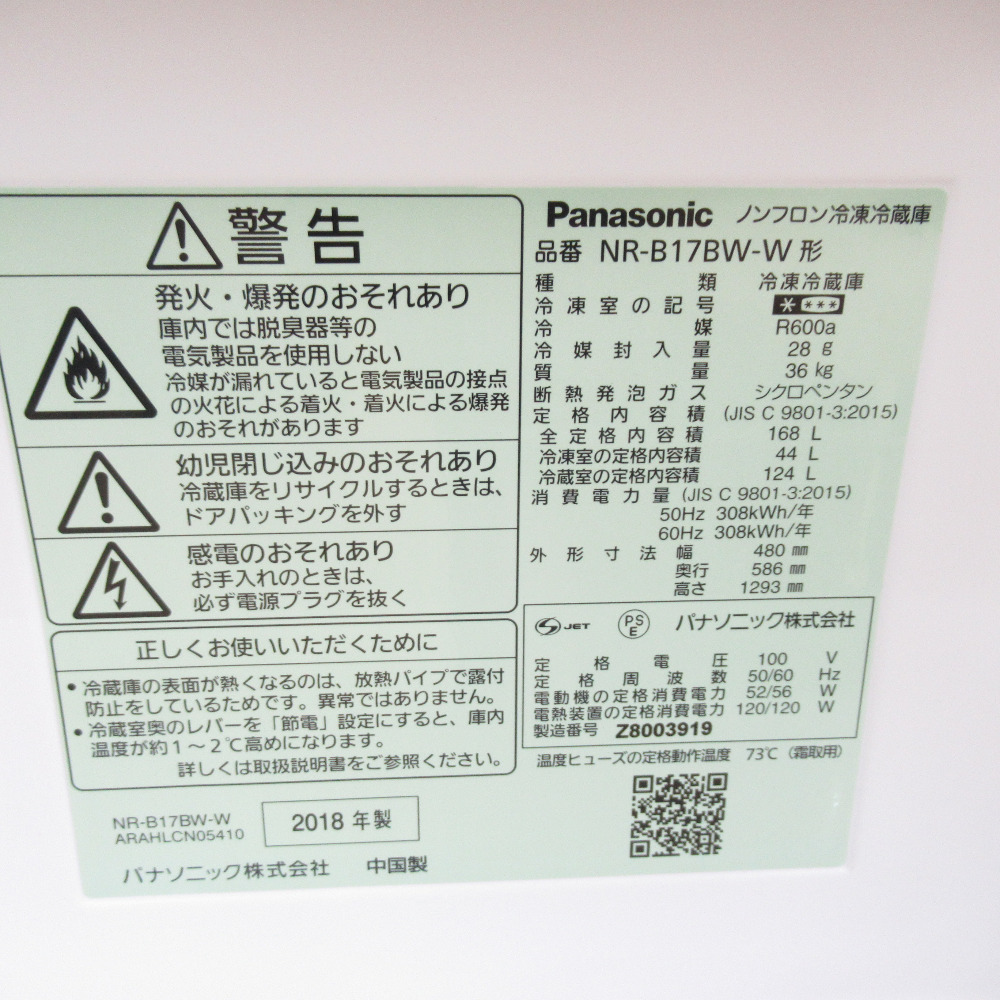 警告
発火・爆発のおそれあり
庫内では脱臭器等の
電気製品を使用しない
冷媒が漏れていると電気製品の接点
の火花による着火・着火による爆発
のおそれがあります
幼児閉じ込みのおそれあり
冷蔵庫をリサイクルするときは、
ドアパッキングを外す
感電のおそれあり
お手入れのときは、
必ず電源プラグを抜く
正しくお使いいただくために
・冷蔵庫の表面が熱くなるのは、放熱パイプで露付
防止をしているためです。異常ではありません。
・冷蔵室奥のレバーを「節電」設定にすると、庫内
温度が約1～2℃高めになります。
詳しくは取扱説明書をご参照ください。
NR-B17BW-W
ARAHLCN05410
2018 年製
パナソニック株式会社 中国製
Panasonic ノンフロン冷凍冷蔵庫
品番 NR-B17BW-W 形
種類 冷凍冷蔵庫
冷凍室の記号 * ***
冷媒 R600a
冷媒封入量 28 g
質量 36 kg
断熱発泡ガス シクロペンタン
定格内容積 (JIS C 9801-3:2015)
全定格内容積 168 L
冷凍室の定格内容積 44 L
冷蔵室の定格内容積 124 L
消費電力量 (JIS C 9801-3:2015)
50Hz 308kWh/年
60Hz 308kWh/年
外形寸法 幅 480 mm
奥行 586 mm
高さ 1293 mm
JET PS E パナソニック株式会社
定格電圧 100 V
定格周波数 50/60 Hz
電動機の定格消費電力 52/56 W
電熱装置の定格消費電力 120/120 W
製造番号 Z8003919
温度ヒューズの定格動作温度 73℃(霜取用)